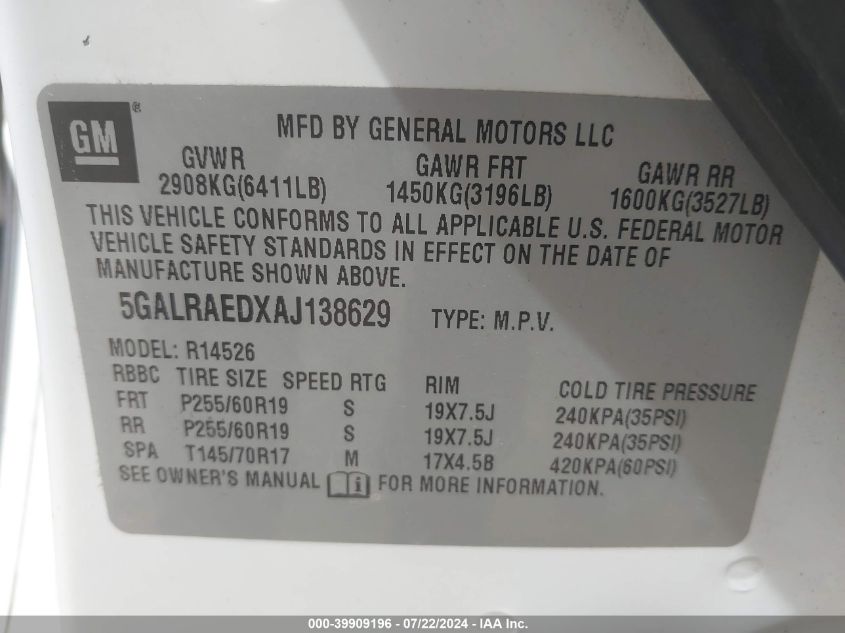 GM ®
MFD BY GENERAL MOTORS LLC
GVWR GAWR FRT GAWR RR
2908KG(6411LB) 1450KG(3196LB) 1600KG(3527LB)
THIS VEHICLE CONFORMS TO ALL APPLICABLE U.S. FEDERAL MOTOR
VEHICLE SAFETY STANDARDS IN EFFECT ON THE DATE OF
MANUFACTURE SHOWN ABOVE.
5GALRAEDXAJ138629 TYPE: M.P.V.
MODEL: R14526
RBBC TIRE SIZE SPEED RTG RIM COLD TIRE PRESSURE
FRT P255/60R19 S 19X7.5J 240KPA(35PSI)
RR P255/60R19 S 19X7.5J 240KPA(35PSI)
SPA T145/70R17 M 17X4.5B 420KPA(60PSI)
SEE OWNER'S MANUAL i FOR MORE INFORMATION.
000-39909196 - 07/22/2024 - IAA Inc.